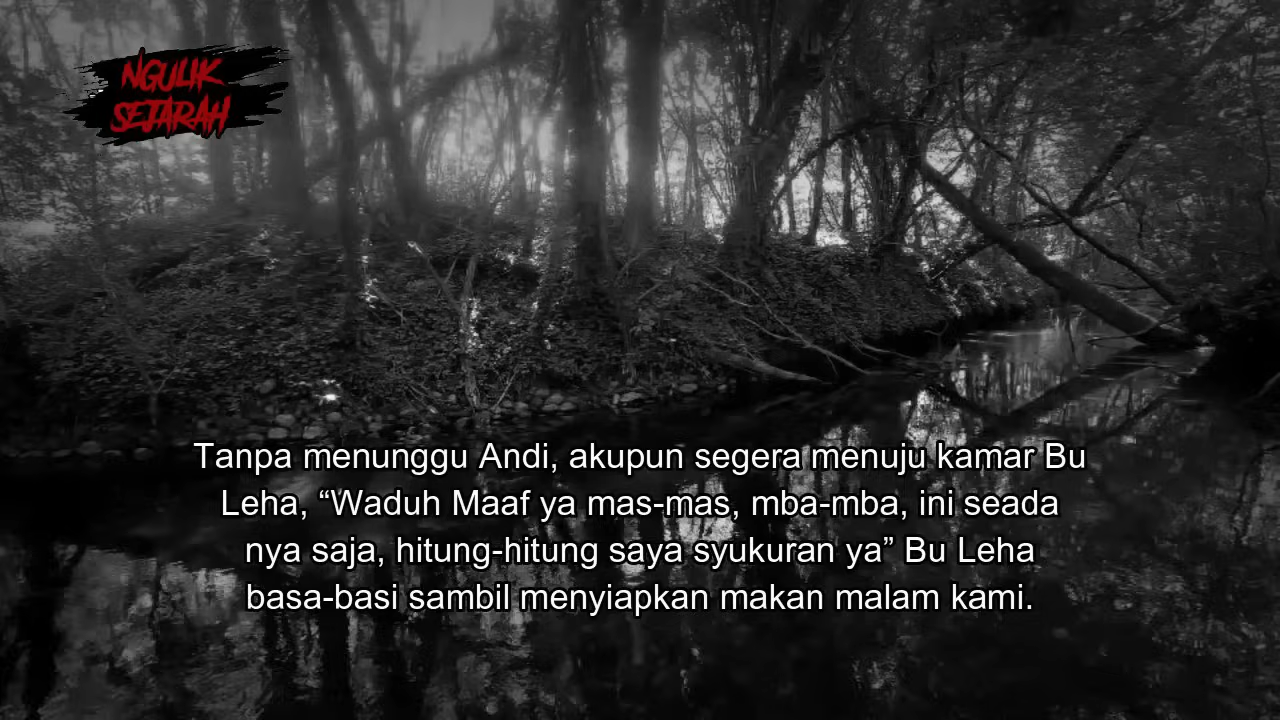 NGULIK
SEJARAH
Tanpa menunggu Andi, akupun segera menuju kamar Bu
Leha, “Waduh Maaf ya mas-mas, mba-mba, ini seada
nya saja, hitung-hitung saya syukuran ya” Bu Leha
basa-basi sambil menyiapkan makan malam kami.